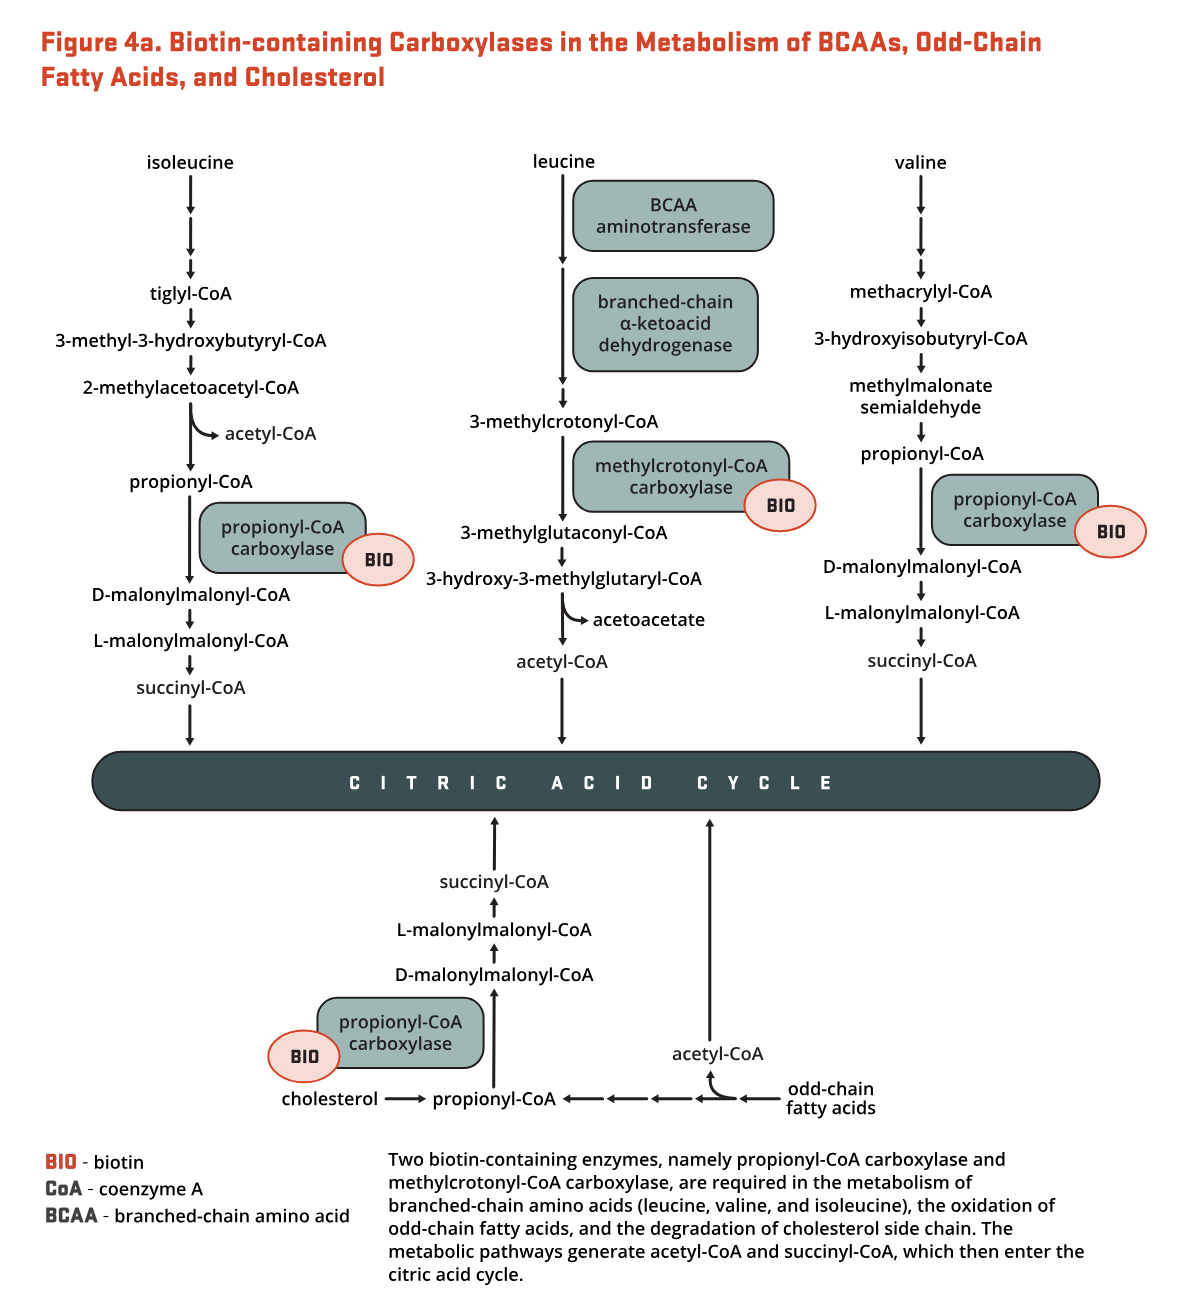 Figure 4a. Biotin-containing Carboxylases in the Metabolism of BCAAs, Odd-Chain
Fatty Acids, and Cholesterol
isoleucine
tiglyl-CoA
3-methyl-3-hydroxybutyryl-CoA
2-methylacetoacetyl-CoA
acetyl-CoA
propionyl-CoA
propionyl-CoA
carboxylase
BIO
D-malonylmalonyl-CoA
L-malonylmalonyl-CoA
succinyl-CoA
leucine
BCAA
aminotransferase
branched-chain
α-ketoacid
dehydrogenase
3-methylcrotonyl-CoA
methylcrotonyl-CoA
carboxylase
BIO
3-methylglutaconyl-CoA
3-hydroxy-3-methylglutaryl-CoA
acetoacetate
acetyl-CoA
valine
methacrylyl-CoA
3-hydroxyisobutyryl-CoA
methylmalonate
semialdehyde
propionyl-CoA
propionyl-CoA
carboxylase
BIO
D-malonylmalonyl-CoA
L-malonylmalonyl-CoA
succinyl-CoA
CITRIC ACID CYCLE
succinyl-CoA
L-malonylmalonyl-CoA
D-malonylmalonyl-CoA
propionyl-CoA
carboxylase
BIO
cholesterol
propionyl-CoA
acetyl-CoA
odd-chain
fatty acids
BIO - biotin
CoA - coenzyme A
BCAA - branched-chain amino acid
Two biotin-containing enzymes, namely propionyl-CoA carboxylase and
methylcrotonyl-CoA carboxylase, are required in the metabolism of
branched-chain amino acids (leucine, valine, and isoleucine), the oxidation of
odd-chain fatty acids, and the degradation of cholesterol side chain. The
metabolic pathways generate acetyl-CoA and succinyl-CoA, which then enter the
citric acid cycle.